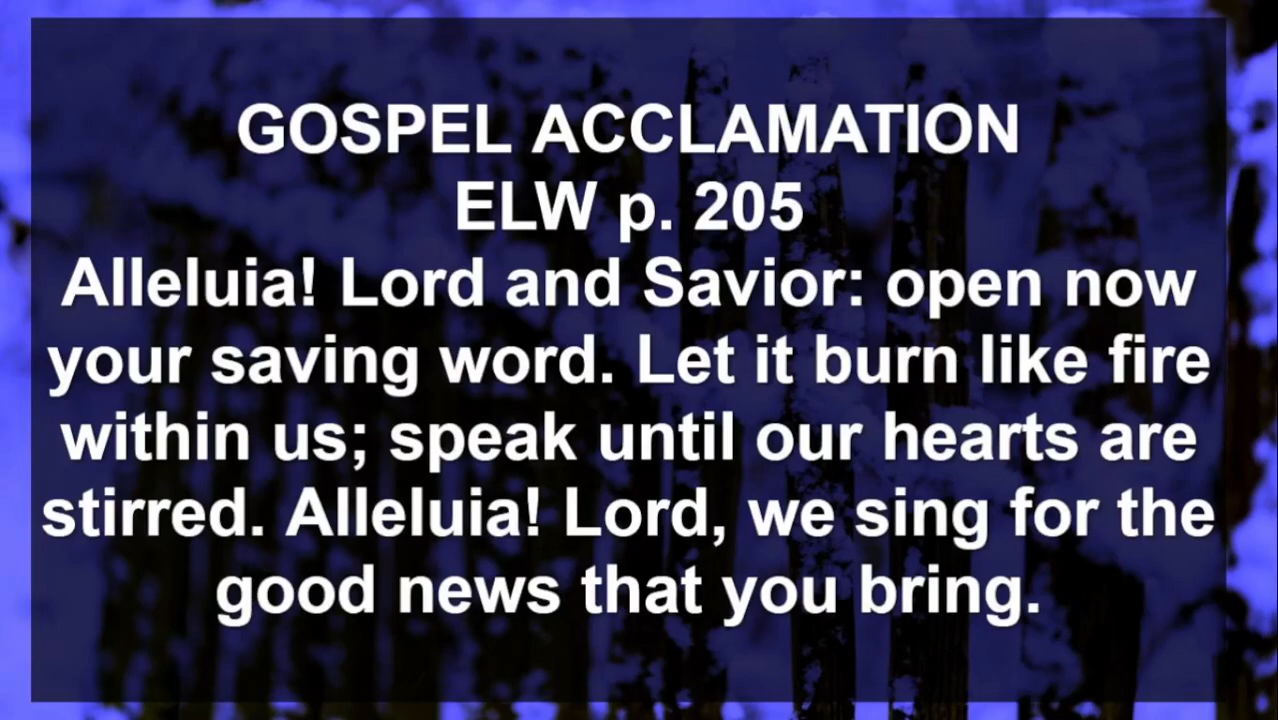 GOSPEL ACCLAMATION
ELW p. 205
Alleluia! Lord and Savior: open now
your saving word. Let it burn like fire
within us; speak until our hearts are
stirred. Alleluia! Lord, we sing for the
good news that you bring.